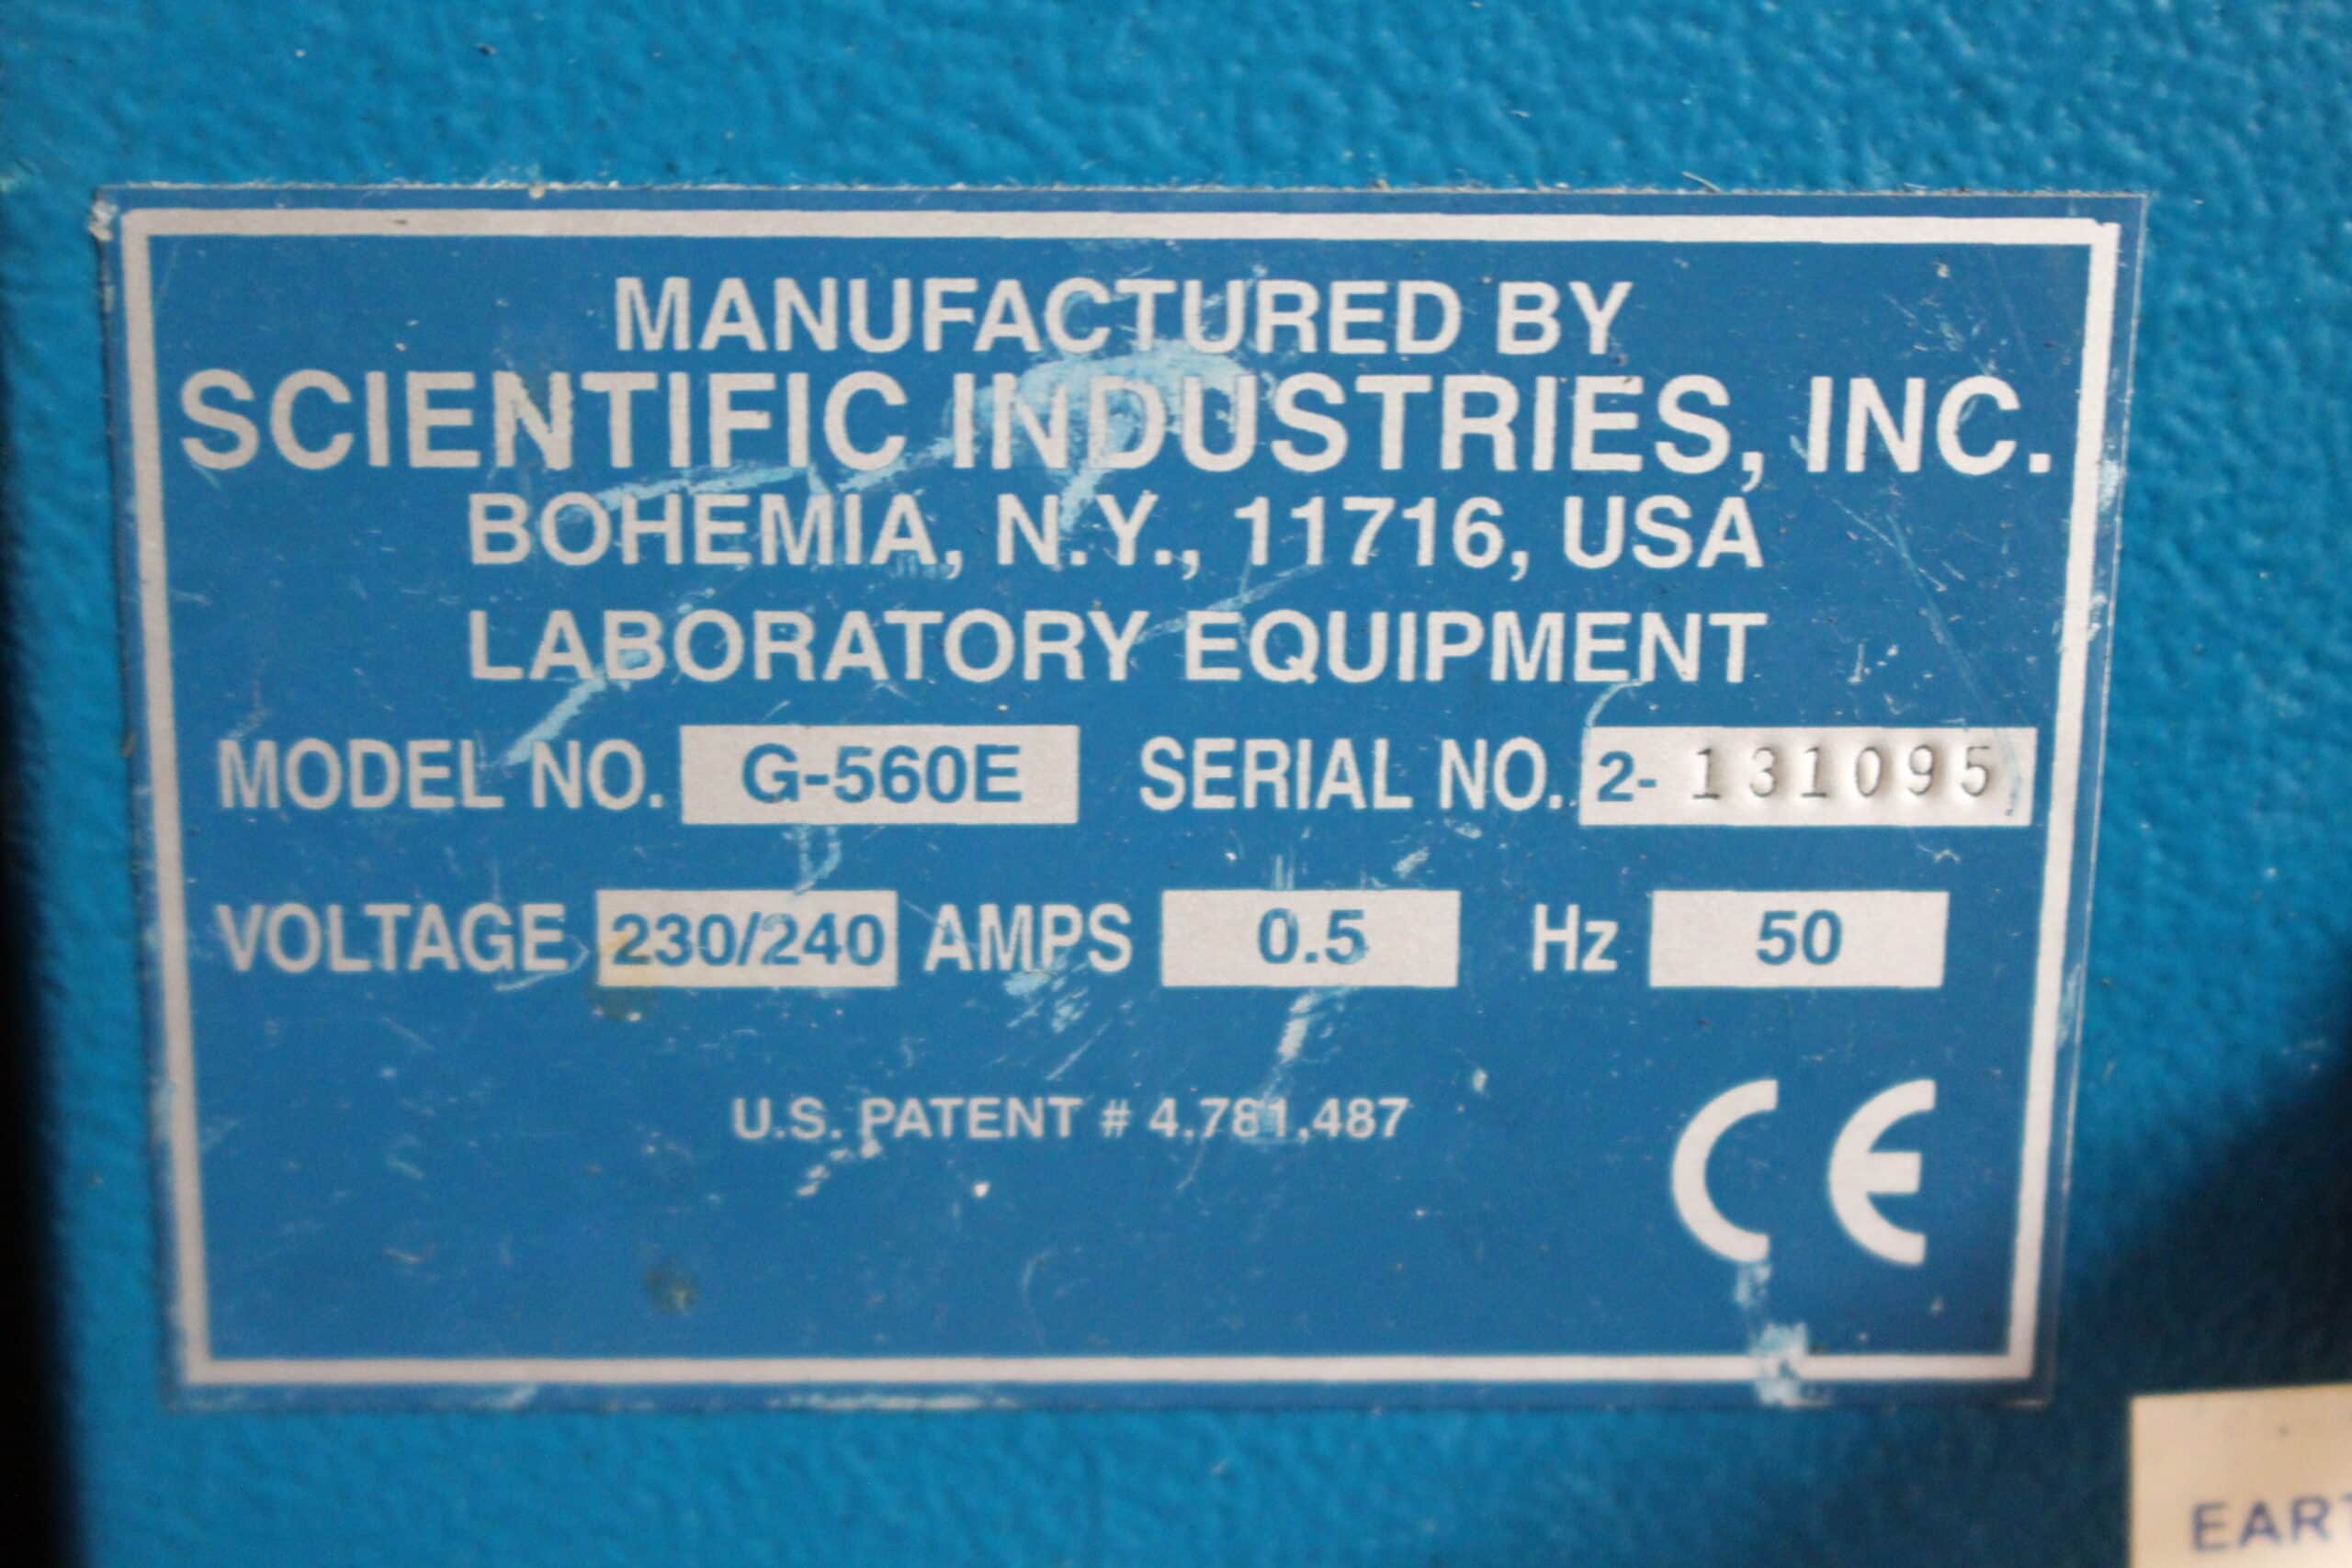 MANUFACTURED BY
SCIENTIFIC INDUSTRIES, INC.
BOHEMIA, N.Y., 11716, USA
LABORATORY EQUIPMENT
MODEL NO. G-560E SERIAL NO. 2- 131095
VOLTAGE 230/240 AMPS 0.5 Hz 50
U.S. PATENT # 4,781,487
CE